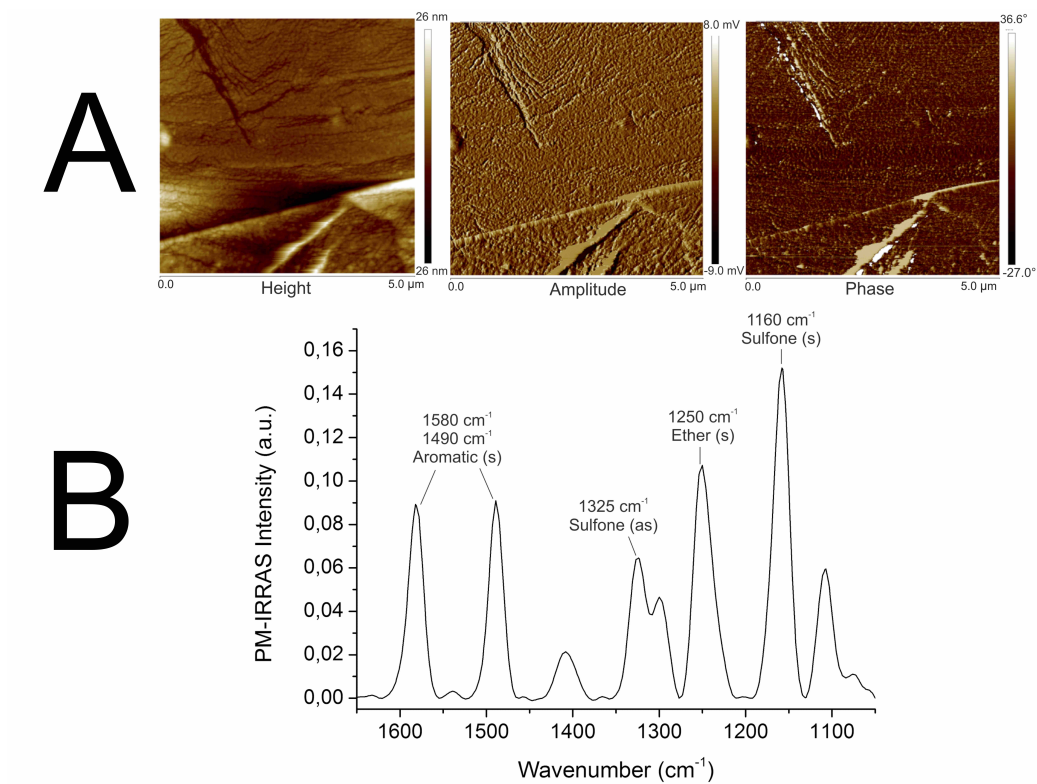 A
26 nm
26 nm
0.0
Height
5.0 µm
8.0 mV
-9.0 mV
0.0
Amplitude
5.0 µm
36.6°
-27.0°
0.0
Phase
5.0 µm
B
PM-IRRAS Intensity (a.u.)
0,16
0,14
0,12
0,10
0,08
0,06
0,04
0,02
0,00
1580 cm⁻¹
1490 cm⁻¹
Aromatic (s)
1325 cm⁻¹
Sulfone (as)
1250 cm⁻¹
Ether (s)
1160 cm⁻¹
Sulfone (s)
1600
1500
1400
1300
1200
1100
Wavenumber (cm⁻¹)